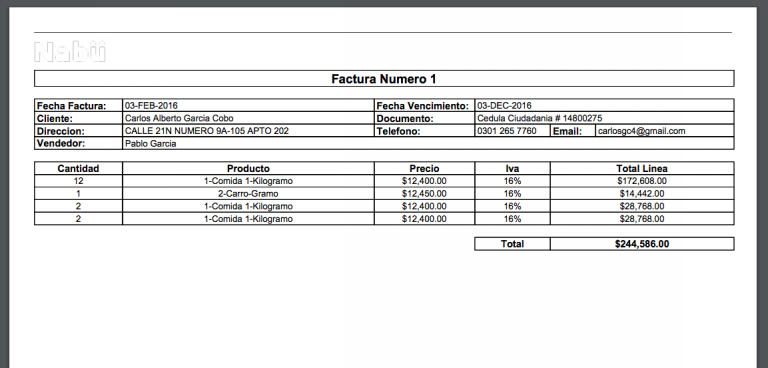 Nabü
Factura Numero 1
Fecha Factura: 03-FEB-2016 Fecha Vencimiento: 03-DEC-2016
Cliente: Carlos Alberto Garcia Cobo Documento: Cedula Ciudadania # 14800275
Direccion: CALLE 21N NUMERO 9A-105 APTO 202 Telefono: 0301 265 7760 Email: carlosgc4@gmail.com
Vendedor: Pablo Garcia
Cantidad Producto Precio Iva Total Linea
12 1-Comida 1-Kilogramo $12,400.00 16% $172,608.00
1 2-Carro-Gramo $12,450.00 16% $14,442.00
2 1-Comida 1-Kilogramo $12,400.00 16% $28,768.00
2 1-Comida 1-Kilogramo $12,400.00 16% $28,768.00
Total $244,586.00